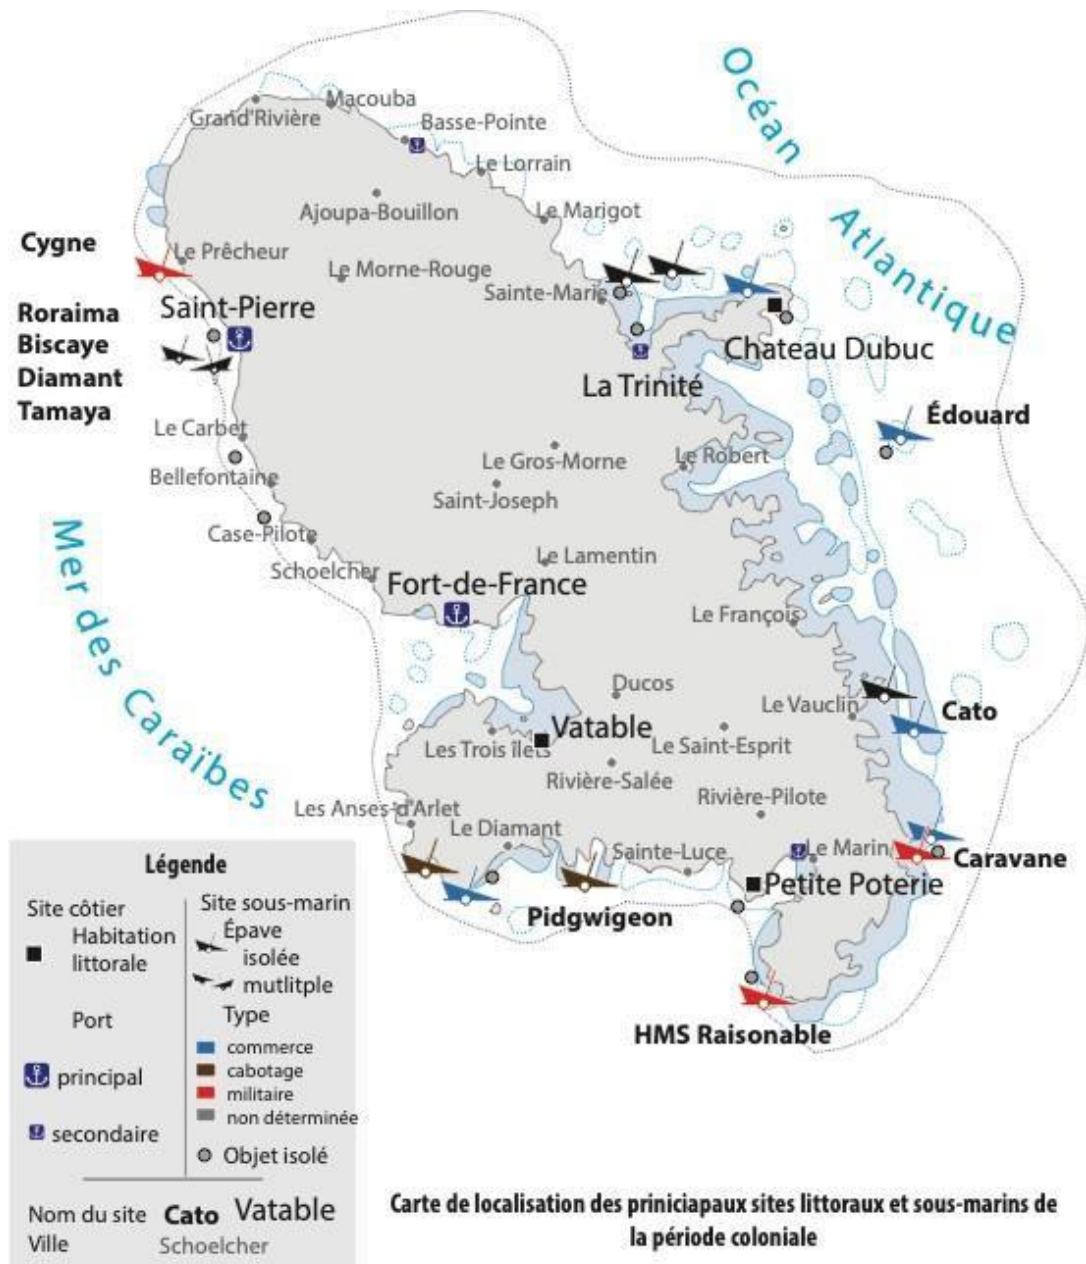 Océan
Atlantique
Macouba
Grand'Rivière
Basse-Pointe
Le Lorrain
Ajoupa-Bouillon
Le Marigot
Cygne
Le Prêcheur
Le Morne-Rouge
Sainte-Marie
Saint-Pierre
Roraima
Biscaye
Diamant
Tamaya
Chateau Dubuc
La Trinité
Édouard
Le Carbet
Le Gros-Morne
Le Robert
Bellefontaine
Saint-Joseph
Case-Pilote
Le Lamentin
Schoelcher
Fort-de-France
Mer des Caraïbes
Le François
Ducos
Le Vauclin
Cato
Vatable
Les Trois îlets
Le Saint-Esprit
Rivière-Salée
Rivière-Pilote
Les Anses-d'Arlet
Le Diamant
Sainte-Luce
Le Marin
Caravane
Petite Poterie
Pidgwigeon
HMS Raisonable
Légende
Site côtier
Habitation
littorale
Port
principal
secondaire
Site sous-marin
Épave
isolée
mutlitple
Type
commerce
cabotage
militaire
non déterminée
Objet isolé
Nom du site Cato Vatable
Ville Schoelcher
Carte de localisation des priniciapaux sites littoraux et sous-marins de
la période coloniale